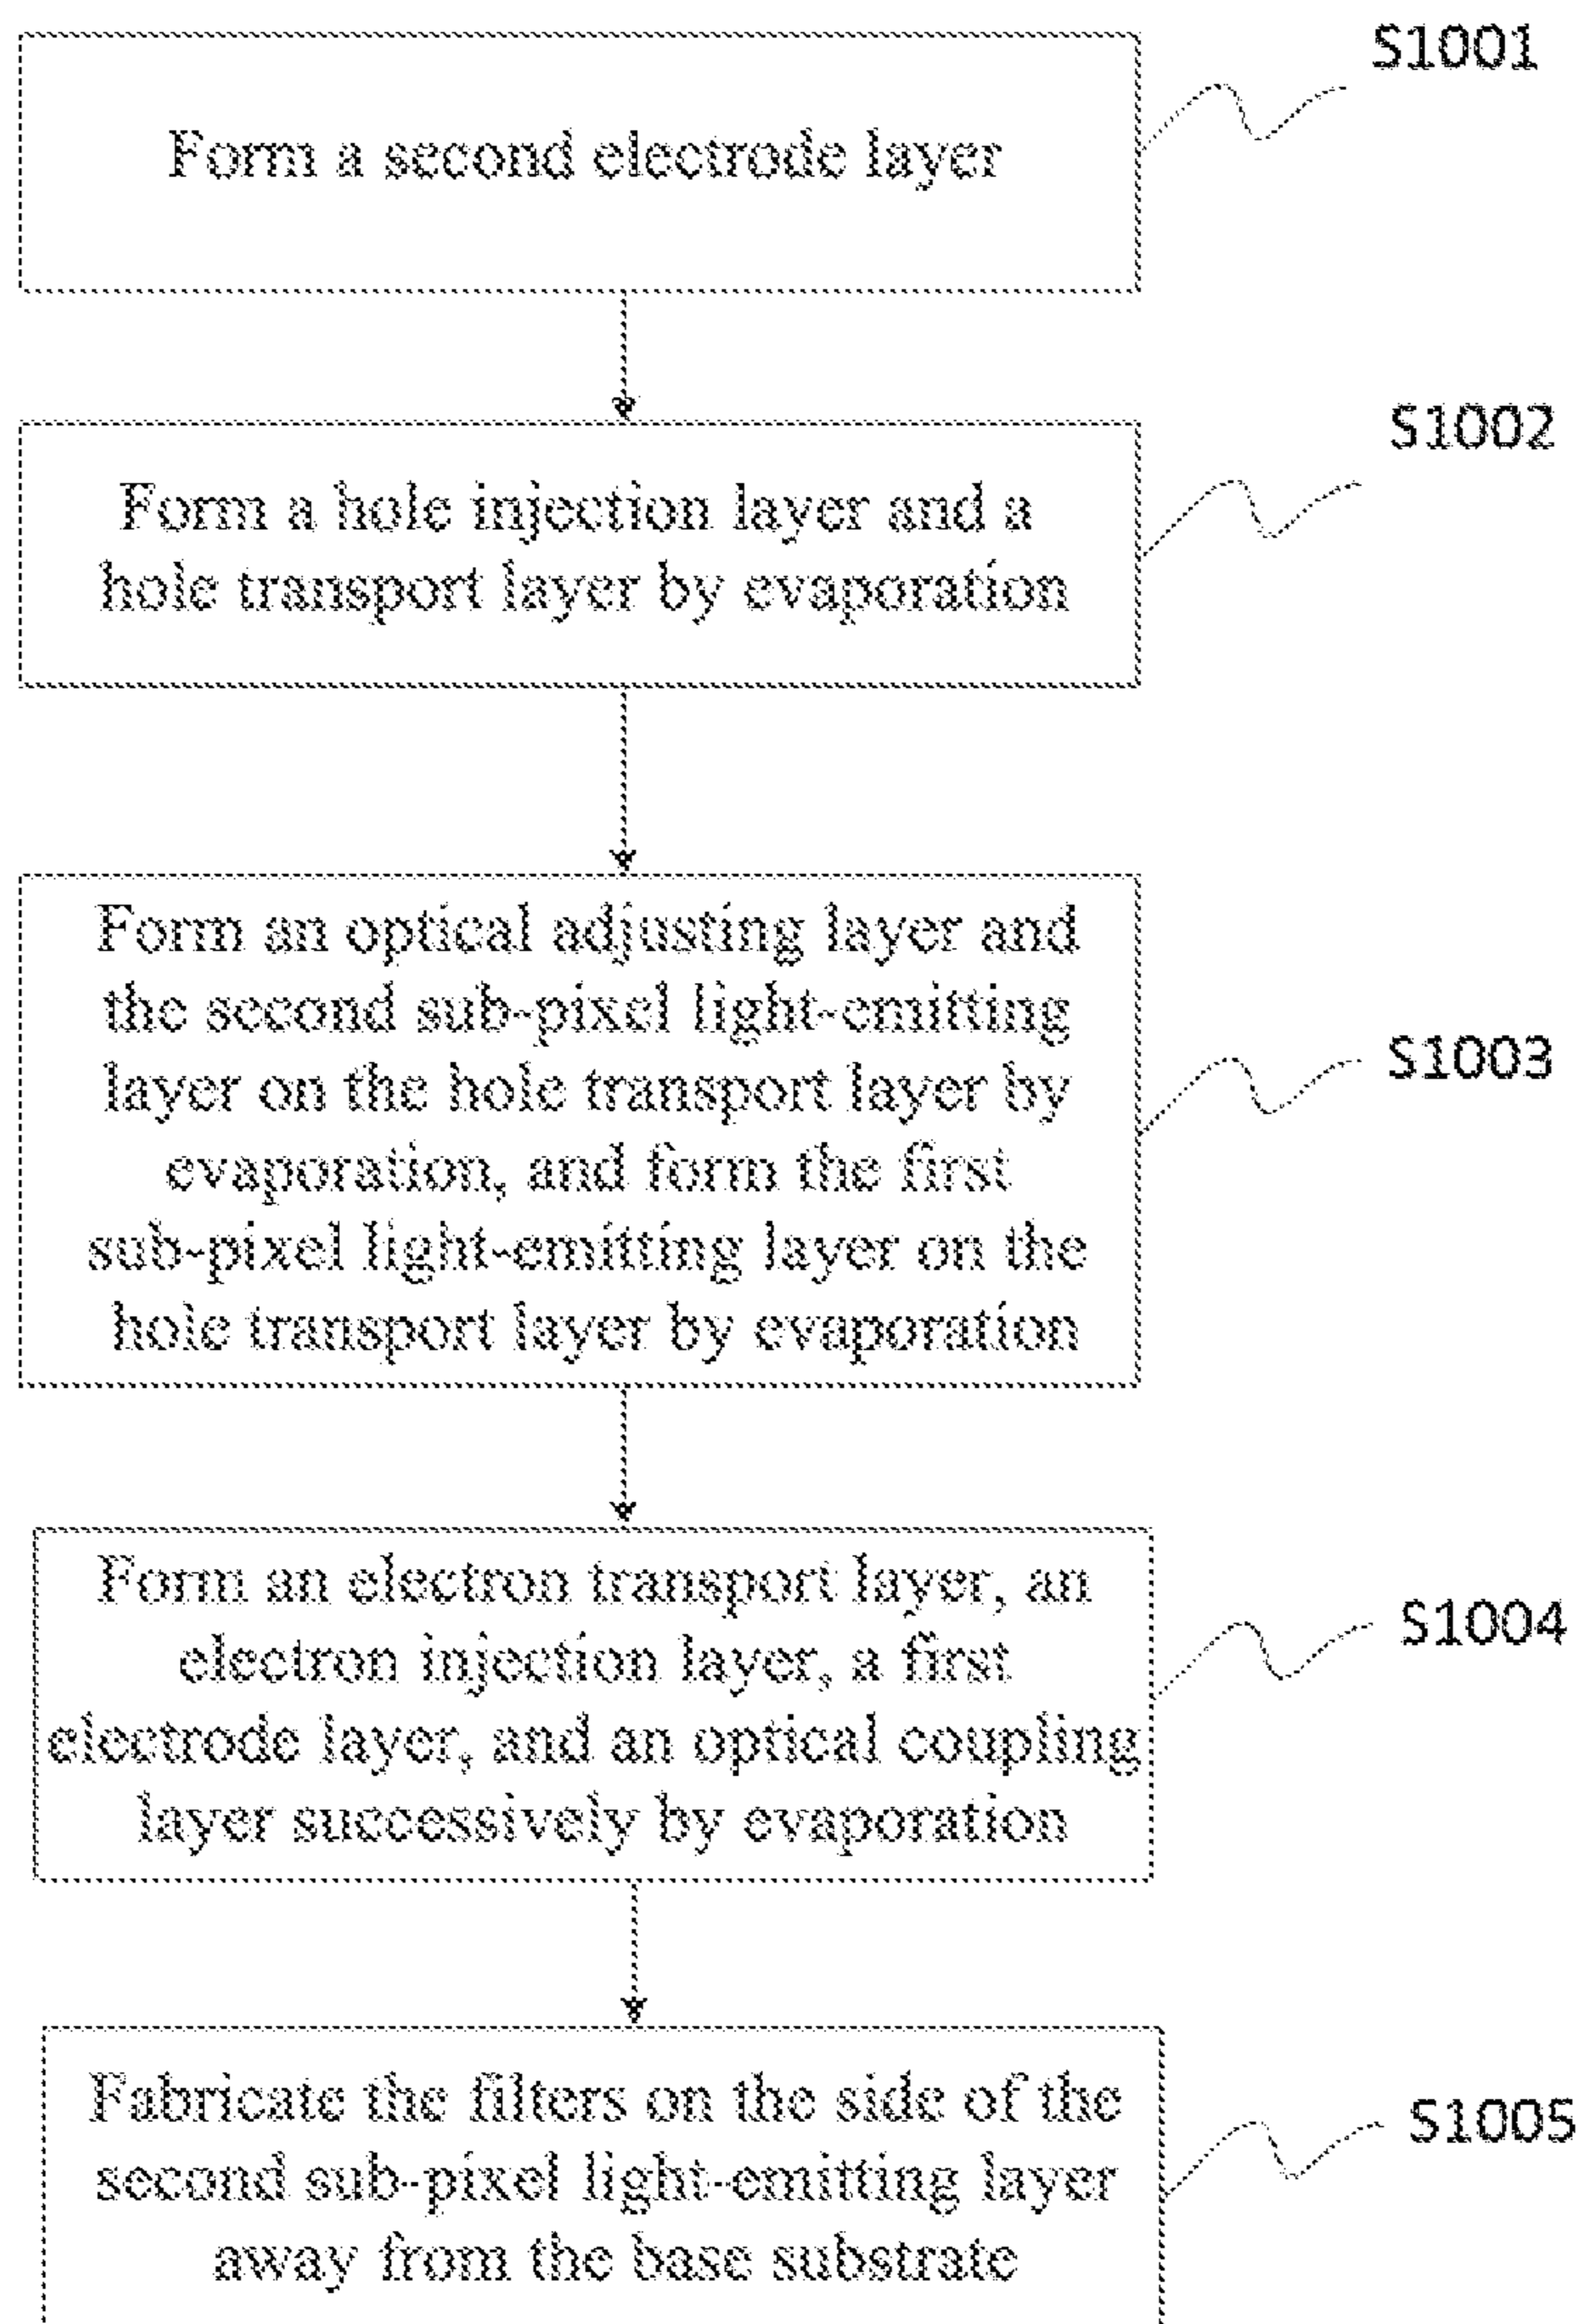 S1001
Form a second electrode layer
S1002
Form a hole injection layer and a
hole transport layer by evaporation
Form an optical adjusting layer and
the second sub-pixel light-emitting
layer on the hole transport layer by
evaporation, and form the first
sub-pixel light-emitting layer on the
hole transport layer by evaporation
S1003
Form an electron transport layer, an
electron injection layer, a first
electrode layer, and an optical coupling
layer successively by evaporation
S1004
Fabricate the filters on the side of the
second sub-pixel light-emitting layer
away from the base substrate
S1005